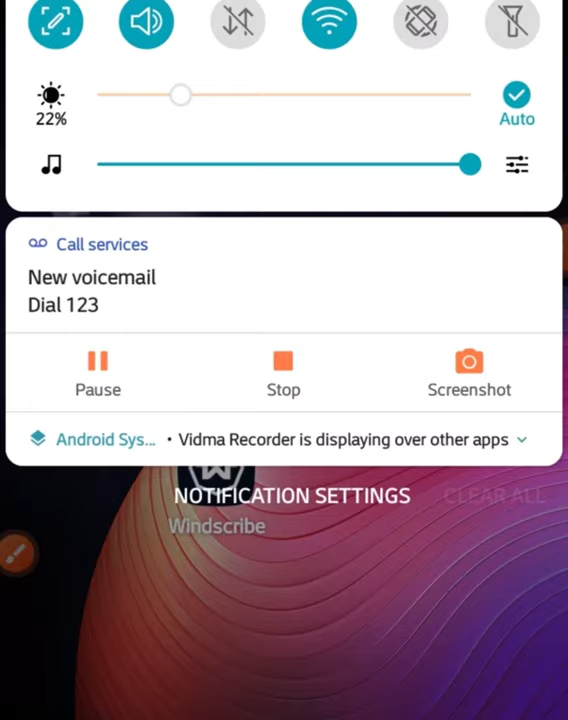 22%
Auto
Call services
New voicemail
Dial 123
Pause
Stop
Screenshot
Android Sys... • Vidma Recorder is displaying over other apps
NOTIFICATION SETTINGS
CLEAR ALL
Windscribe